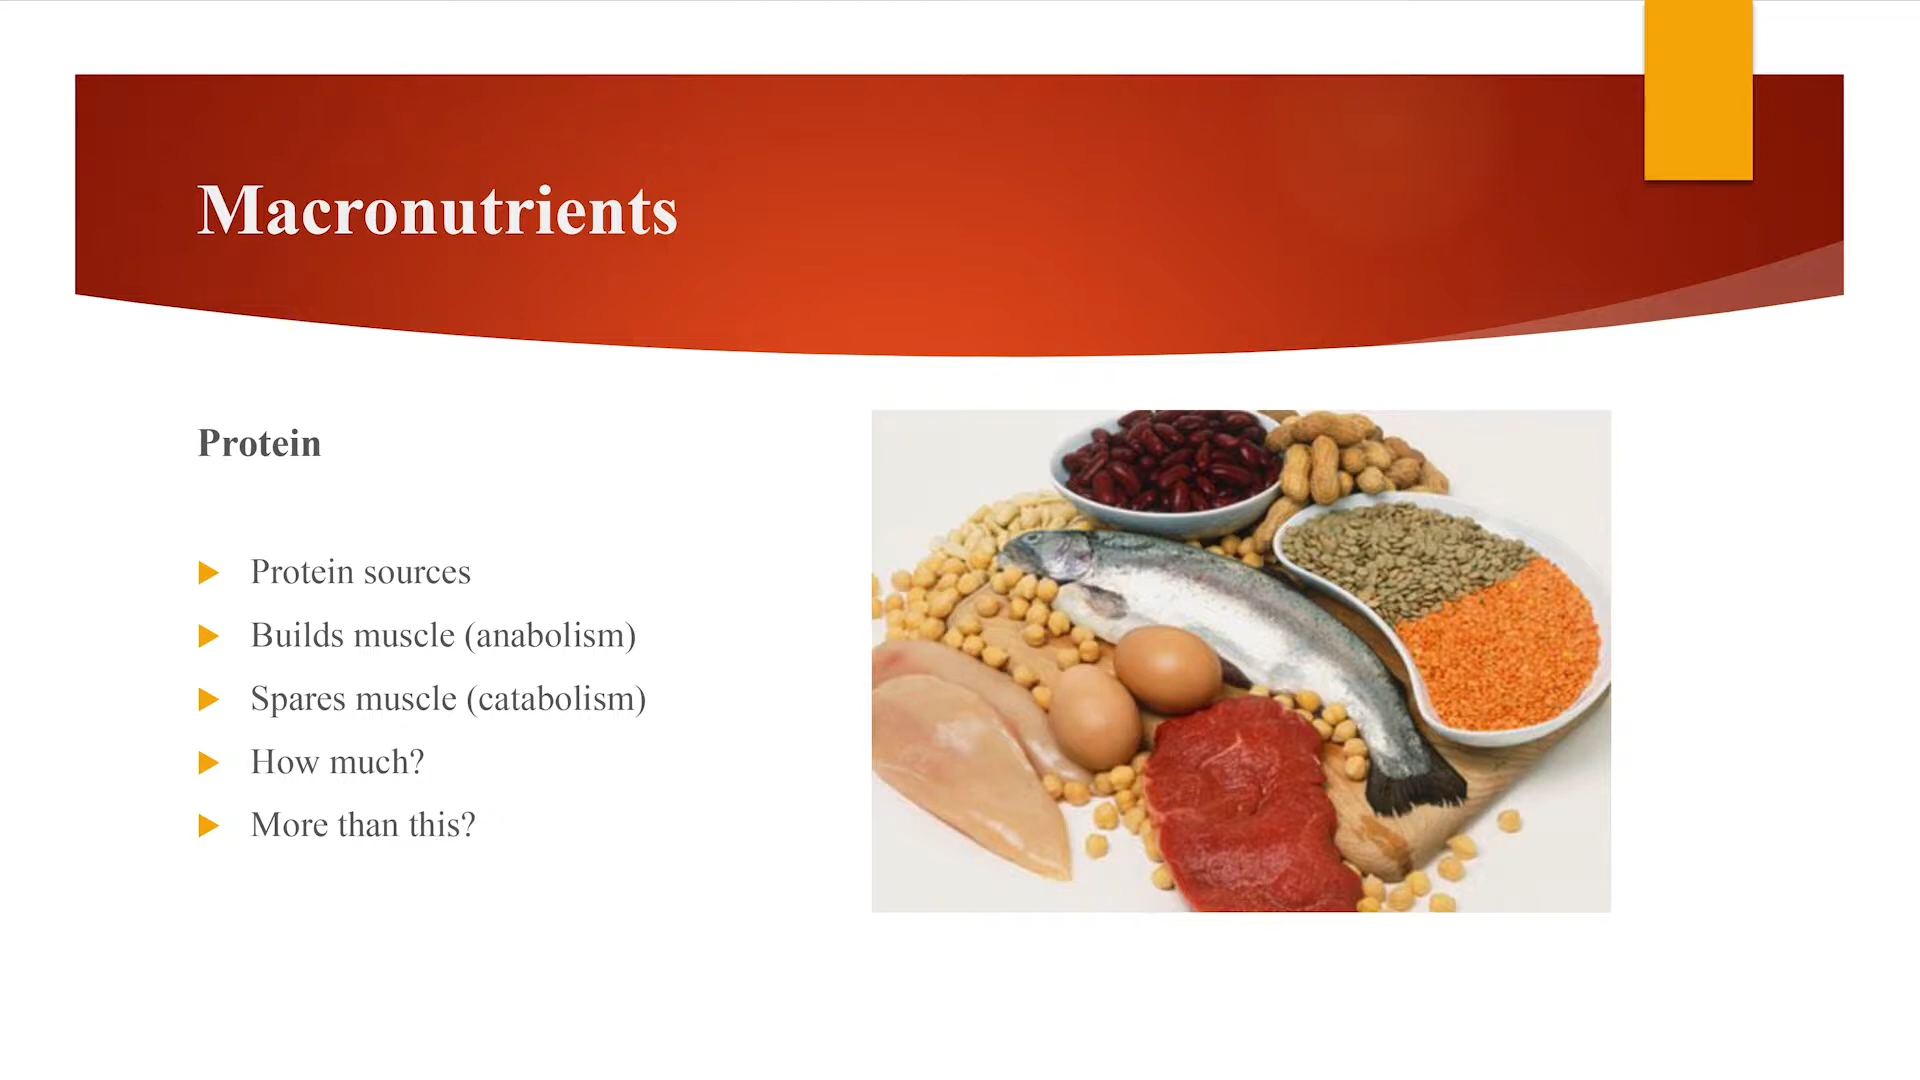 Macronutrients
Protein
Protein sources
Builds muscle (anabolism)
Spares muscle (catabolism)
How much?
More than this?